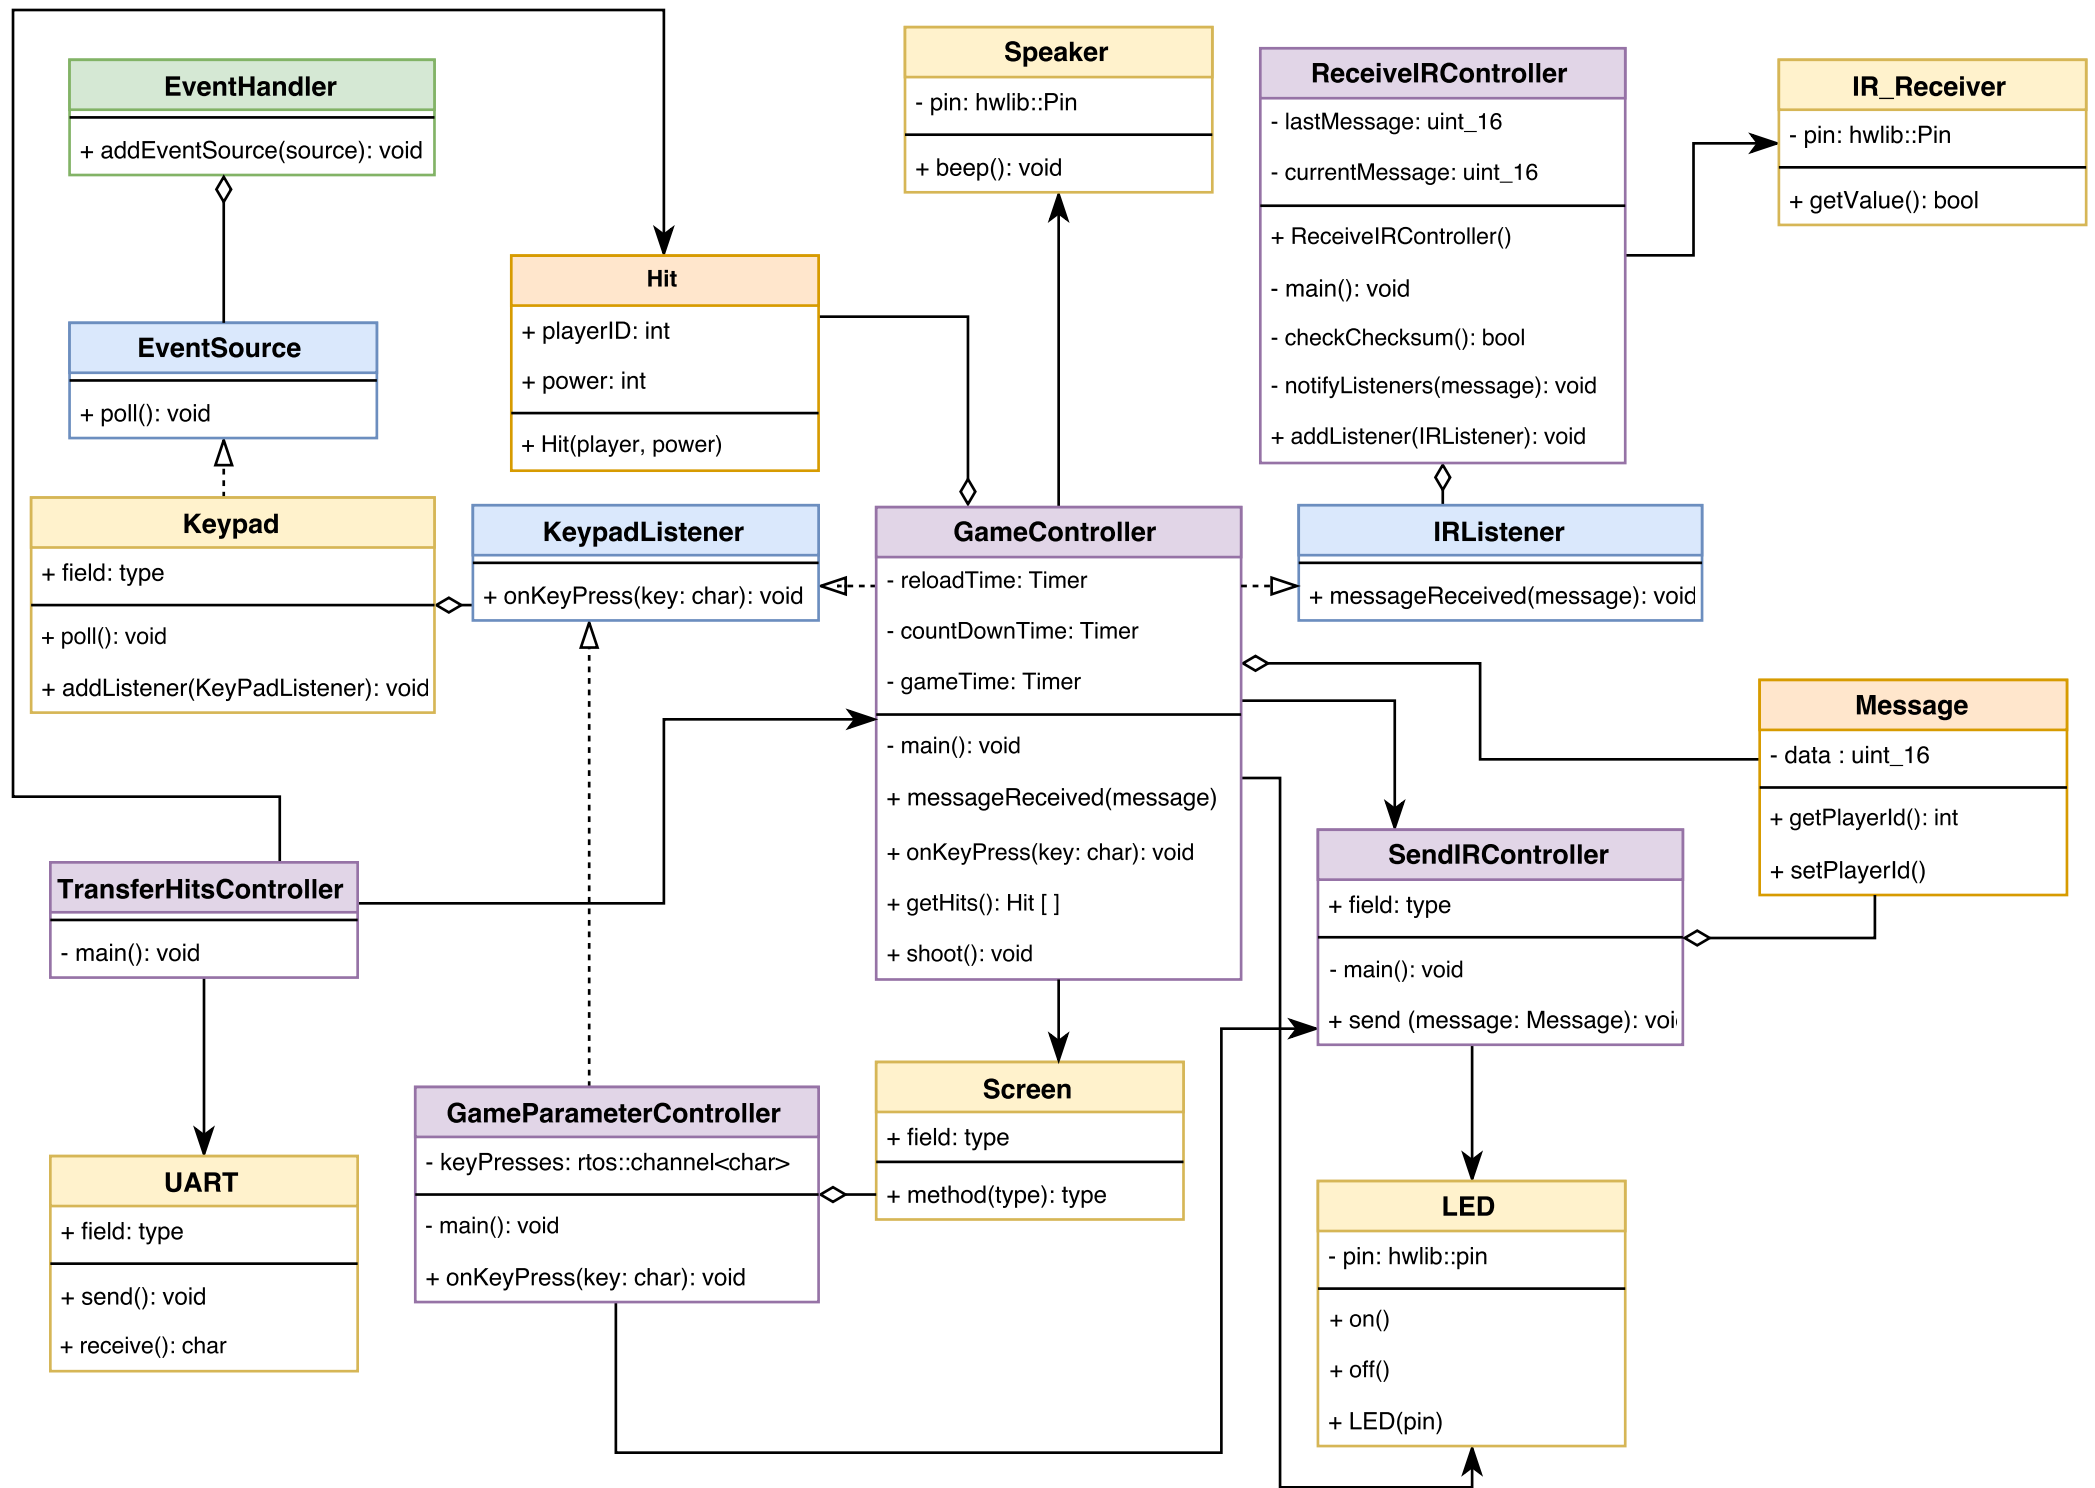 EventHandler
+ addEventSource(source): void
EventSource
+ poll(): void
Keypad
+ field: type
+ poll(): void
+ addListener(KeyPadListener): void
KeypadListener
+ onKeyPress(key: char): void
Hit
+ playerID: int
+ power: int
+ Hit(player, power)
Speaker
- pin: hwlib::Pin
+ beep(): void
ReceiveIRController
- lastMessage: uint_16
- currentMessage: uint_16
+ ReceiveIRController()
- main(): void
- checkChecksum(): bool
- notifyListeners(message): void
+ addListener(IRListener): void
IR_Receiver
- pin: hwlib::Pin
+ getValue(): bool
GameController
- reloadTime: Timer
- countDownTime: Timer
- gameTime: Timer
- main(): void
+ messageReceived(message)
+ onKeyPress(key: char): void
+ getHits(): Hit [ ]
+ shoot(): void
IRListener
+ messageReceived(message): void
Message
- data : uint_16
+ getPlayerId(): int
+ setPlayerId()
SendIRController
+ field: type
- main(): void
+ send (message: Message): voi
TransferHitsController
- main(): void
UART
+ field: type
+ send(): void
+ receive(): char
GameParameterController
- keyPresses: rtos::channel<char>
- main(): void
+ onKeyPress(key: char): void
Screen
+ field: type
+ method(type): type
LED
- pin: hwlib::pin
+ on()
+ off()
+ LED(pin)